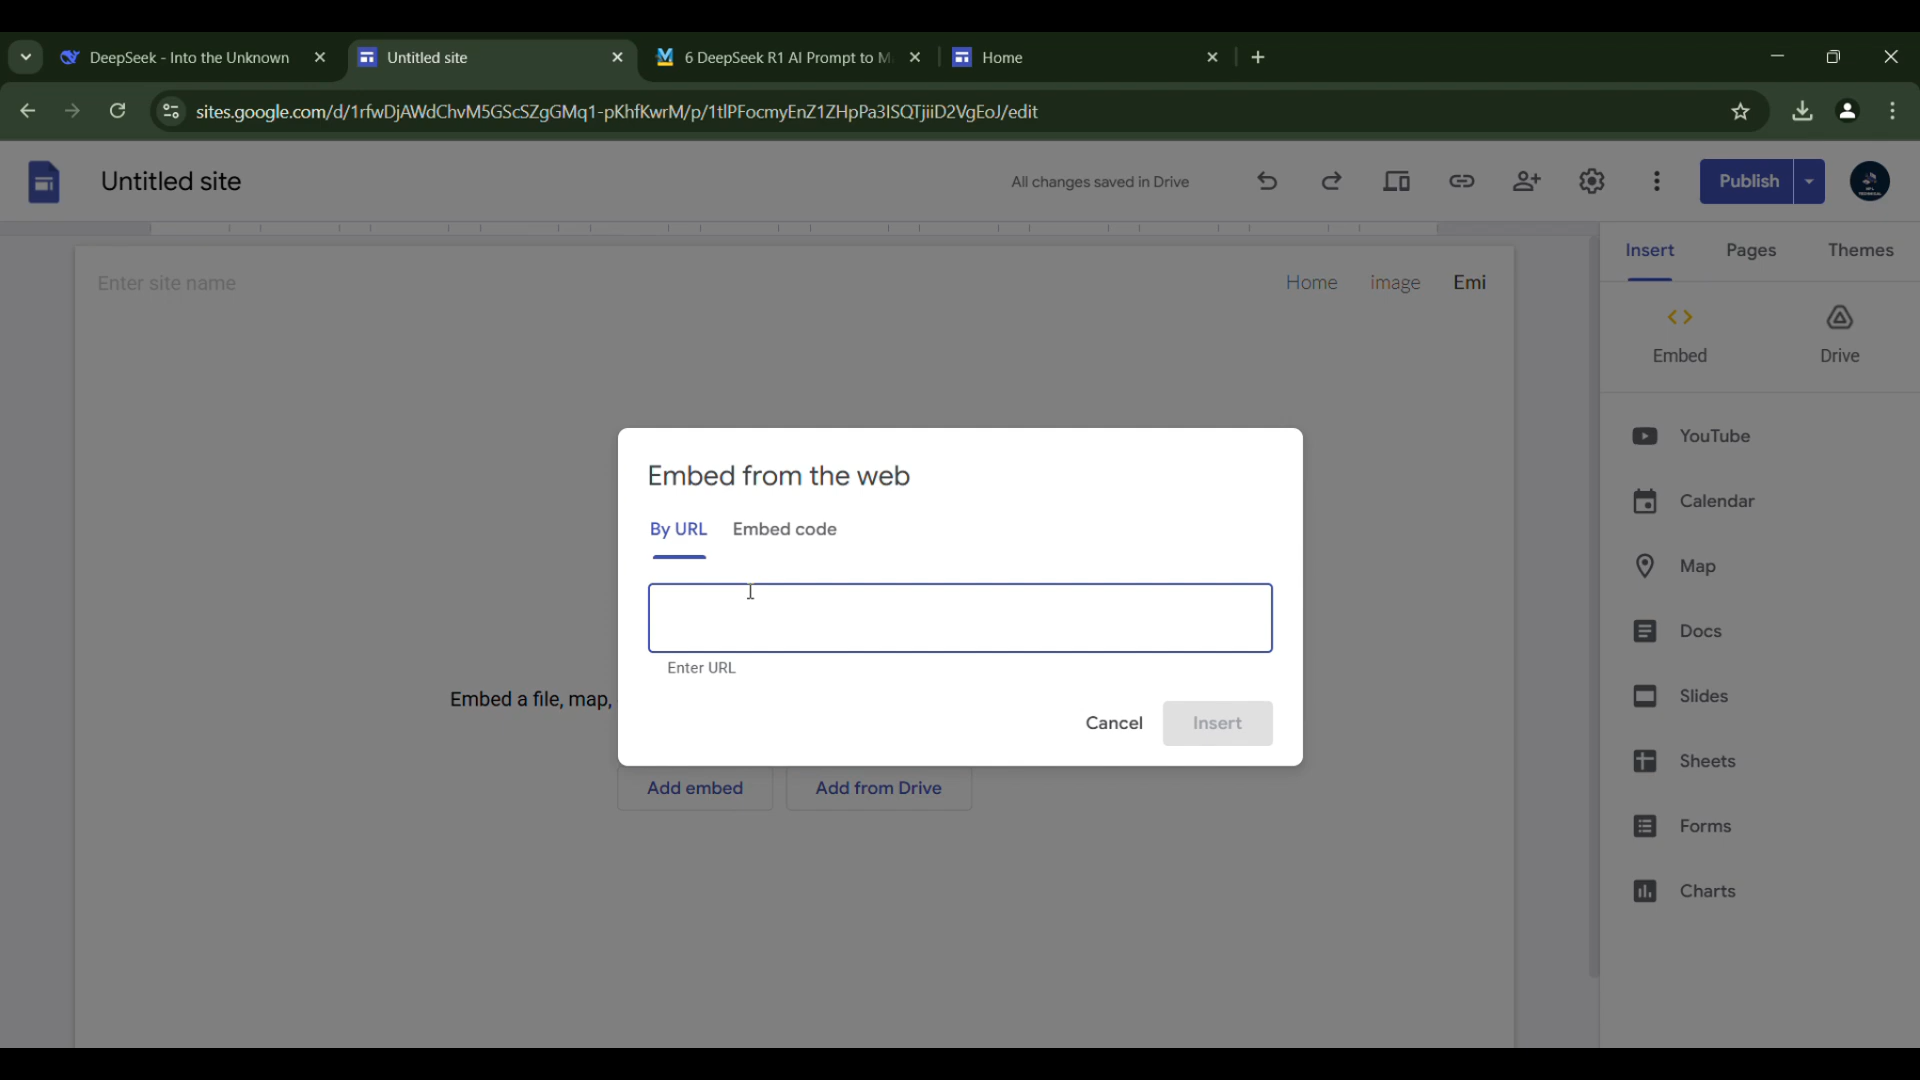 DeepSeek - Into the Unknown
Untitled site
6 DeepSeek R1 AI Prompt to M
Home
sites.google.com/d/1rfwDjAWdChvM5GScSZgGMq1-pKhfKwrM/p/1tlPFocmyEnZ1ZHpPa3ISQTjiiD2VgEoJ/edit
Untitled site
All changes saved in Drive
Publish
Insert
Pages
Themes
Enter site name
Home
image
Emi
Embed
Drive
YouTube
Calendar
Map
Docs
Slides
Sheets
Forms
Charts
Embed from the web
By URL
Embed code
Enter URL
Embed a file, map,
Cancel
Insert
Add embed
Add from Drive